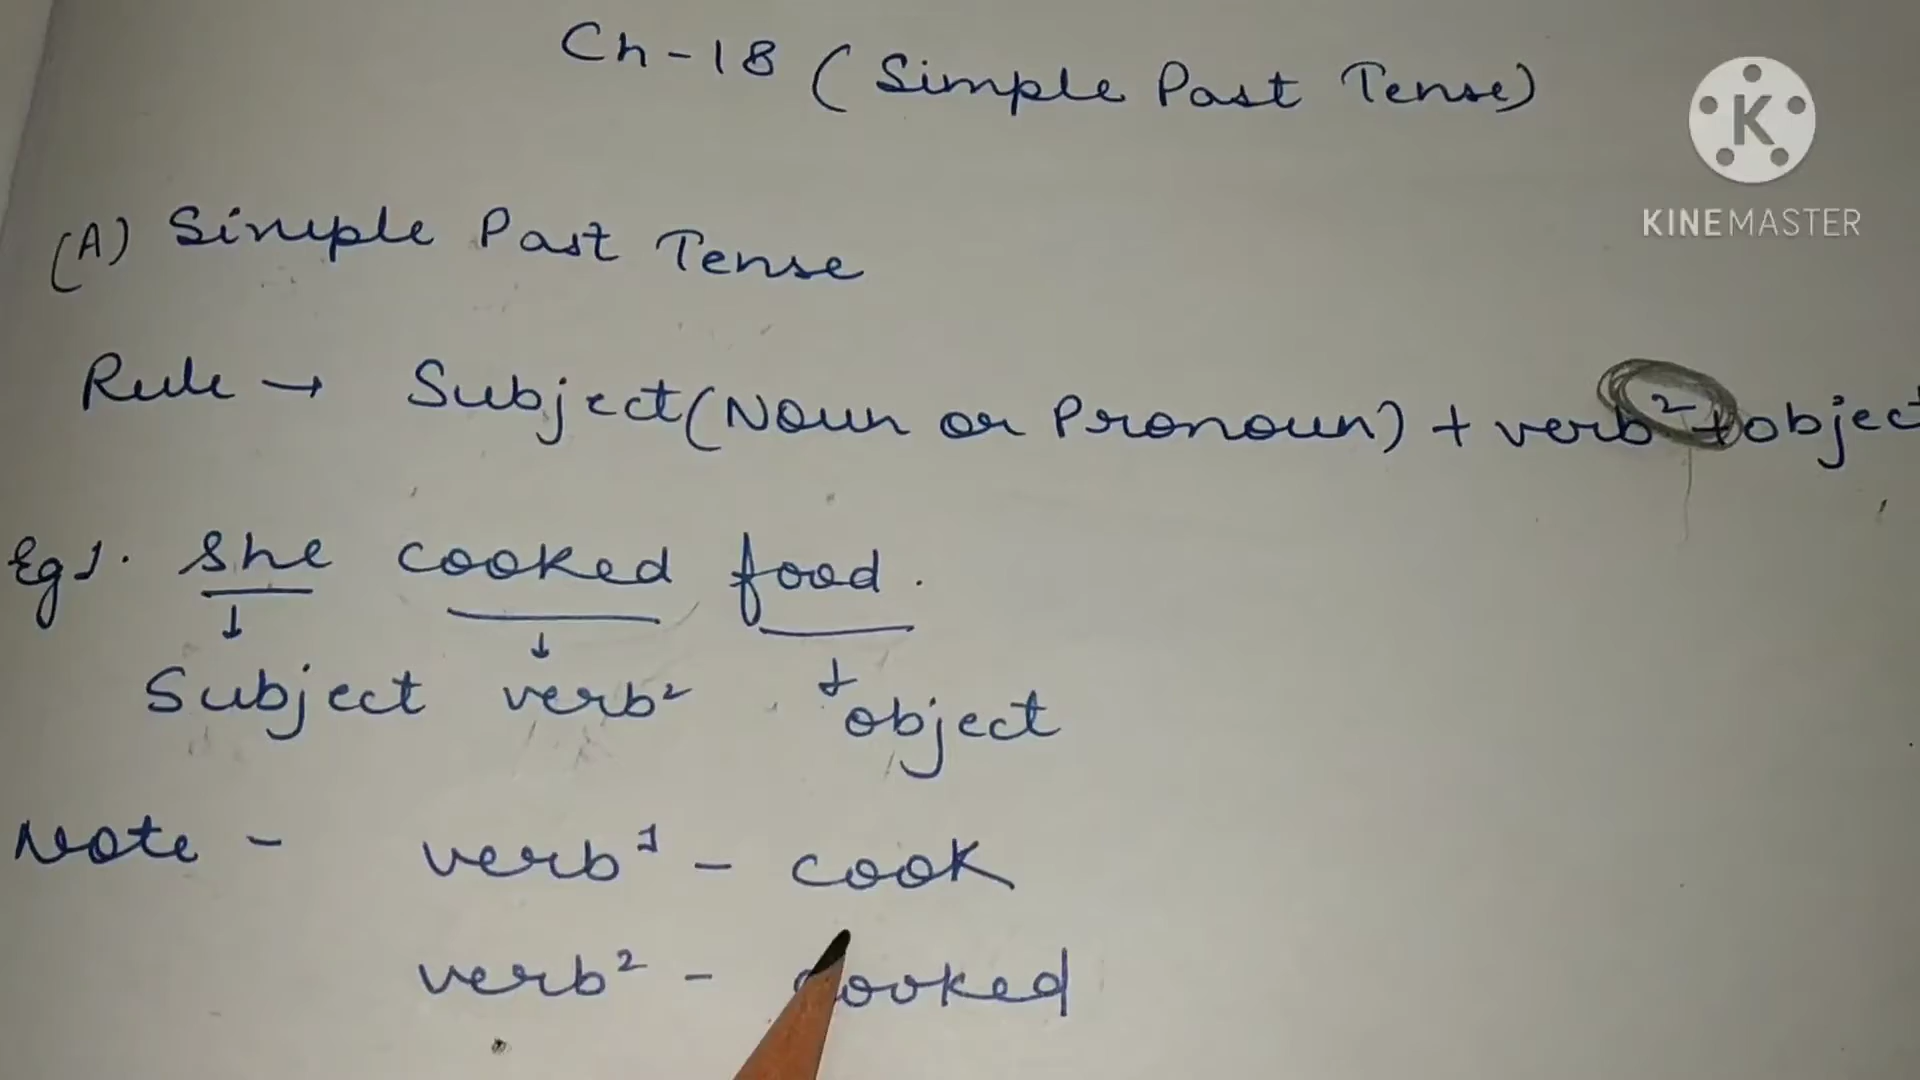 Ch-18 (Simple Past Tense)
K
KINEMASTER
(A) Simple Past Tense
Rule → Subject (Noun or Pronoun) + verb² + object
Eg 1. She cooked food.
↓ ↓ ↓
Subject verb² object
Note - verb¹ - cook
verb² - cooked